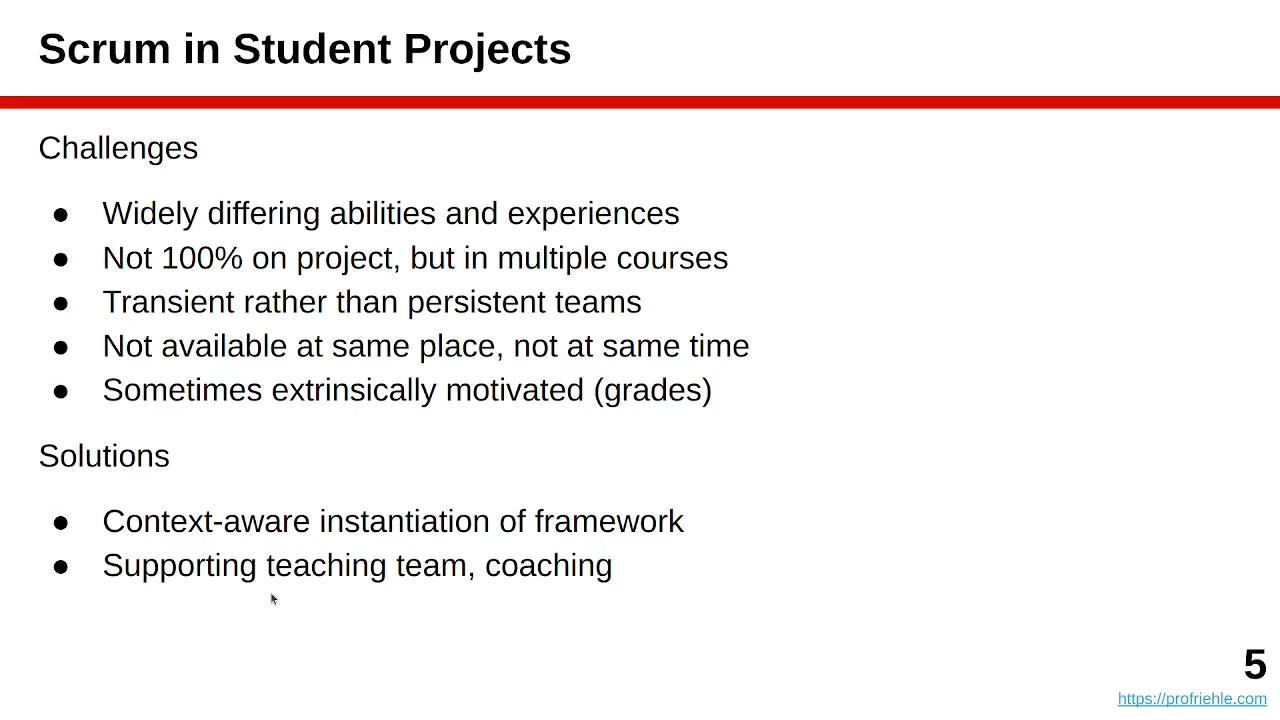 Scrum in Student Projects
Challenges
● Widely differing abilities and experiences
● Not 100% on project, but in multiple courses
● Transient rather than persistent teams
● Not available at same place, not at same time
● Sometimes extrinsically motivated (grades)
Solutions
● Context-aware instantiation of framework
● Supporting teaching team, coaching
5
https://profriehle.com